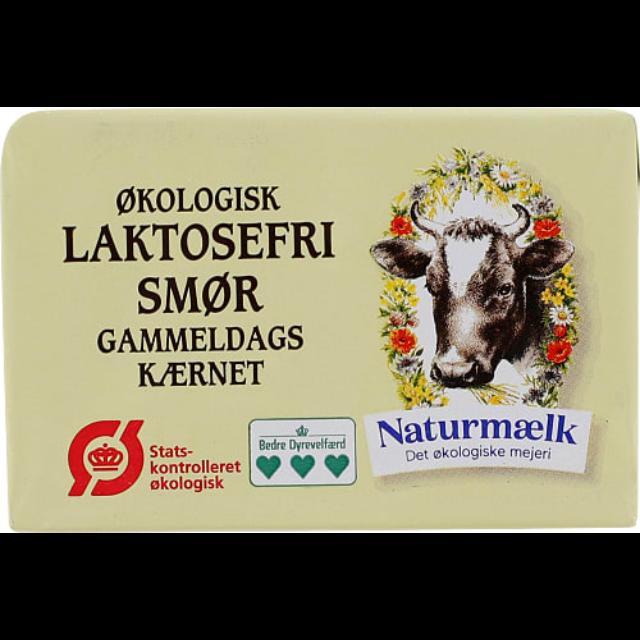 ØKOLOGISK
LAKTOSEFRI
SMØR
GAMMELDAGS
KÆRNET
Stats-
kontrolleret
økologisk
Bedre Dyrevelfærd
Naturmælk
Det økologiske mejeri